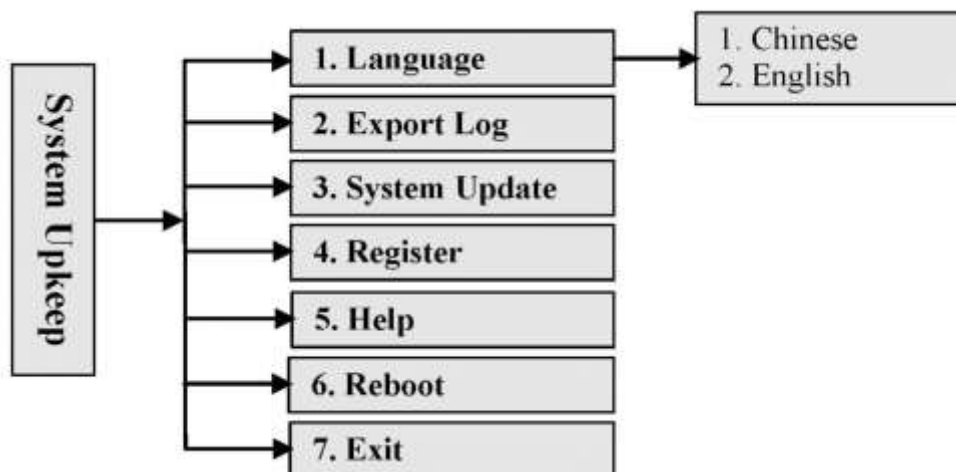 System Upkeep
1. Language
1. Chinese
2. English
2. Export Log
3. System Update
4. Register
5. Help
6. Reboot
7. Exit